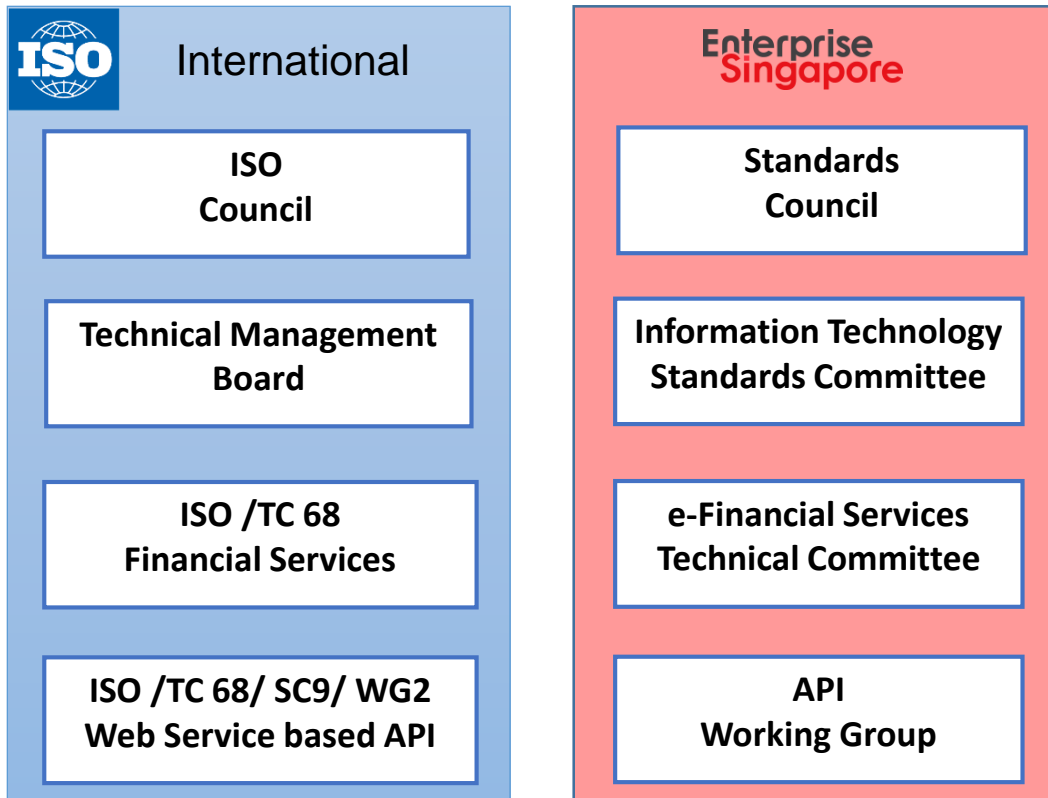 ISO
International
ISO
Council
Technical Management
Board
ISO /TC 68
Financial Services
ISO /TC 68/ SC9/ WG2
Web Service based API
Enterprise
Singapore
Standards
Council
Information Technology
Standards Committee
e-Financial Services
Technical Committee
API
Working Group